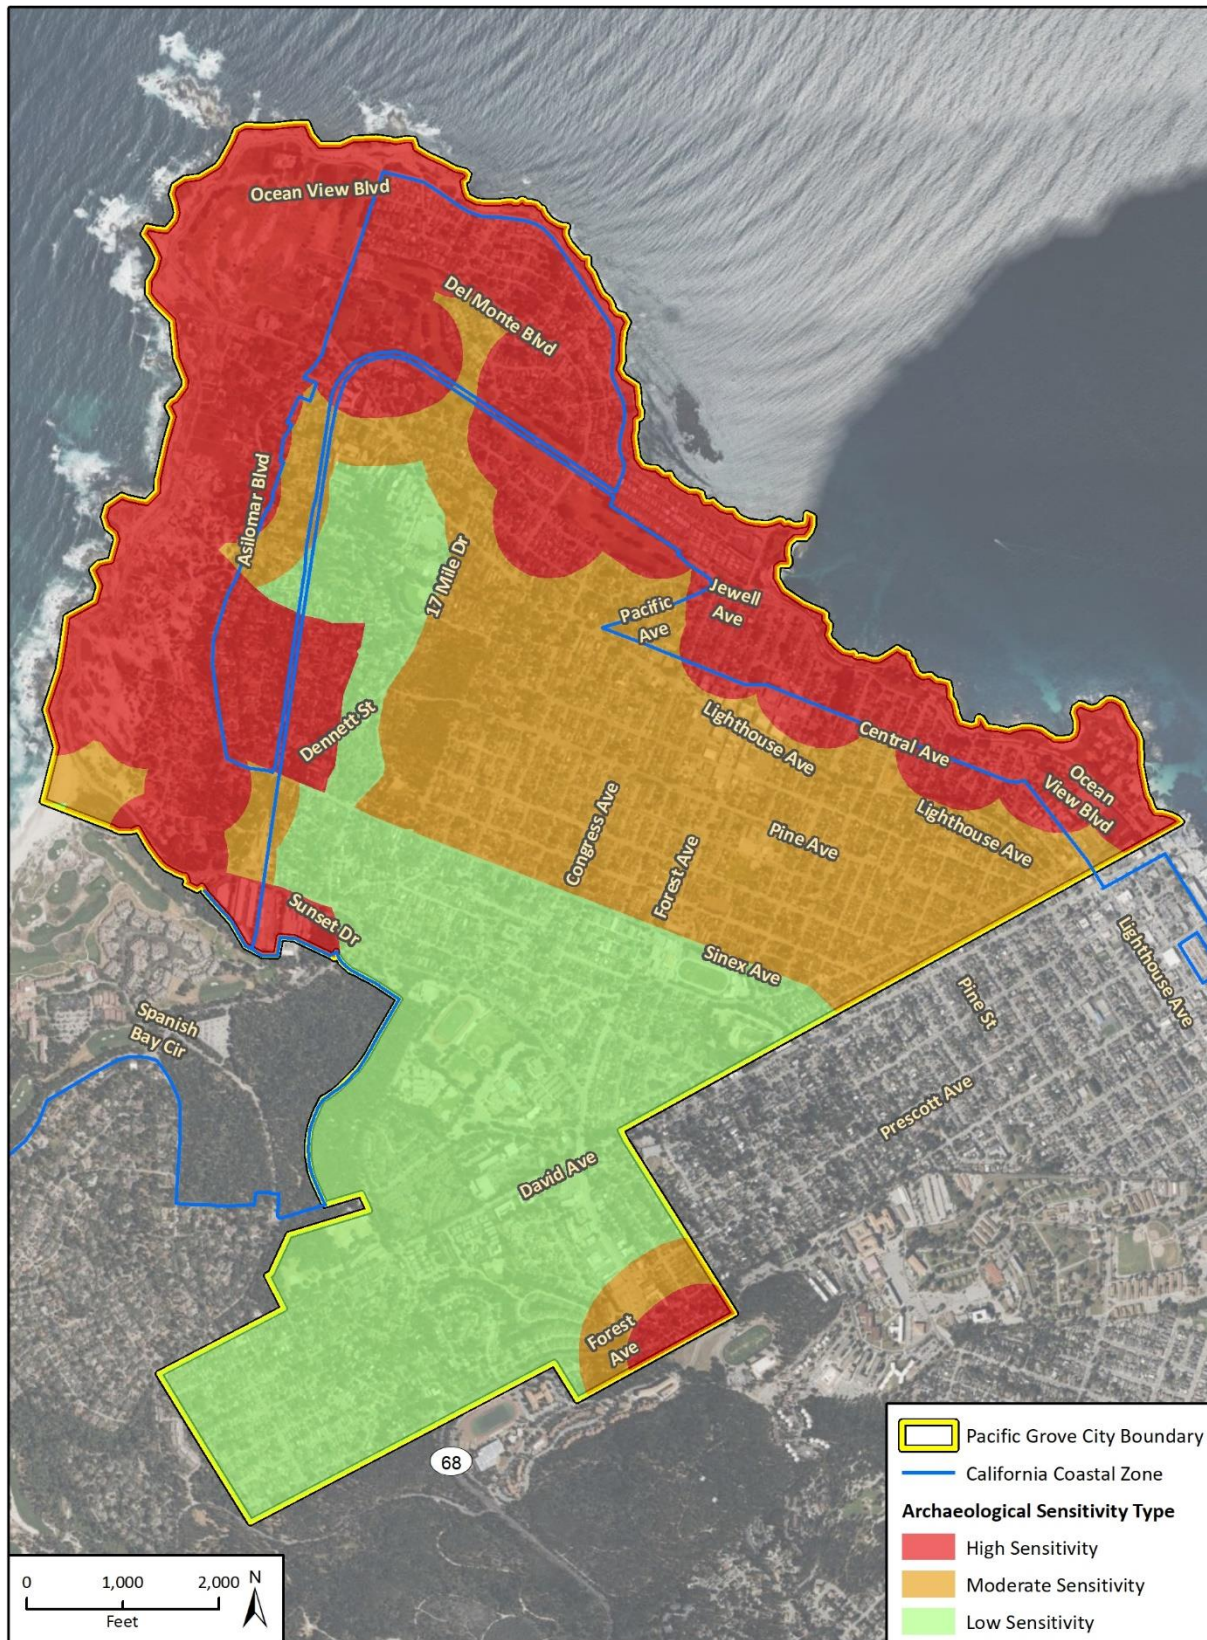 Ocean View Blvd
Del Monte Blvd
Asilomar Blvd
17 Mile Dr
Pacific
Ave
Jewell
Ave
Dennett St
Lighthouse Ave
Central Ave
Ocean
View Blvd
Congress Ave
Forest Ave
Pine Ave
Lighthouse Ave
Sunset Dr
Sinex Ave
Lighthouse Ave
Pine St
Spanish
Bay Cir
Prescott Ave
David Ave
Forest
Ave
68
Pacific Grove City Boundary
California Coastal Zone
Archaeological Sensitivity Type
High Sensitivity
Moderate Sensitivity
Low Sensitivity
0 1,000 2,000
Feet
N